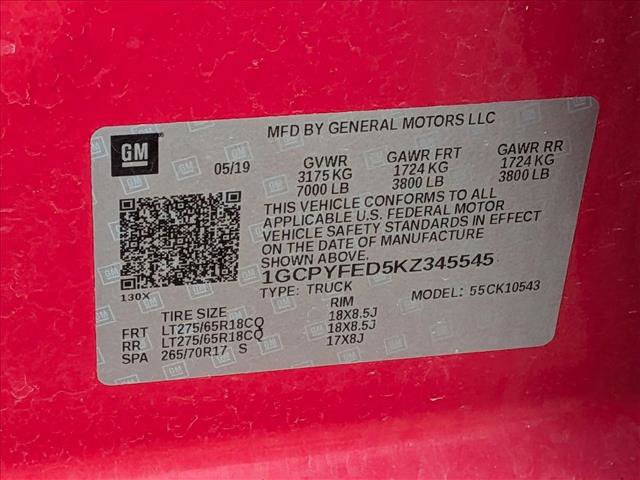 GM
MFD BY GENERAL MOTORS LLC
05/19
GVWR GAWR FRT GAWR RR
3175 KG 1724 KG 1724 KG
7000 LB 3800 LB 3800 LB
THIS VEHICLE CONFORMS TO ALL
APPLICABLE U.S. FEDERAL MOTOR
VEHICLE SAFETY STANDARDS IN EFFECT
ON THE DATE OF MANUFACTURE
SHOWN ABOVE.
1GCPYFED5KZ345545
130X
TYPE: TRUCK MODEL: 55CK10543
TIRE SIZE RIM
FRT LT275/65R18CQ 18X8.5J
RR LT275/65R18CQ 18X8.5J
SPA 265/70R17 S 17X8J